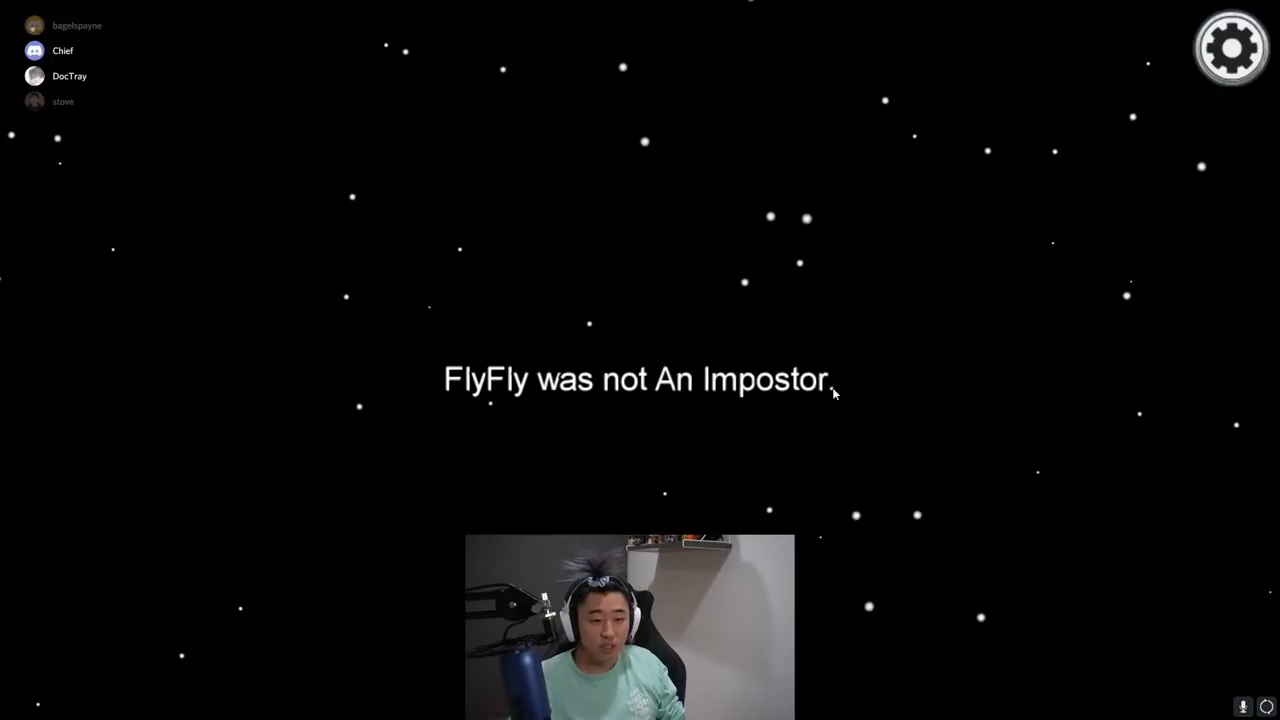 bagelspayne
Chief
DocTray
stove
FlyFly was not An Impostor.